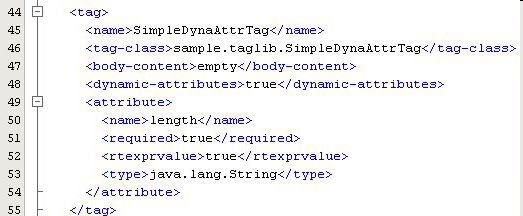 44 <tag>
45 <name>SimpleDynaAttrTag</name>
46 <tag-class>sample.taglib.SimpleDynaAttrTag</tag-class>
47 <body-content>empty</body-content>
48 <dynamic-attributes>true</dynamic-attributes>
49 <attribute>
50 <name>length</name>
51 <required>true</required>
52 <rtexprvalue>true</rtexprvalue>
53 <type>java.lang.String</type>
54 </attribute>
55 </tag>